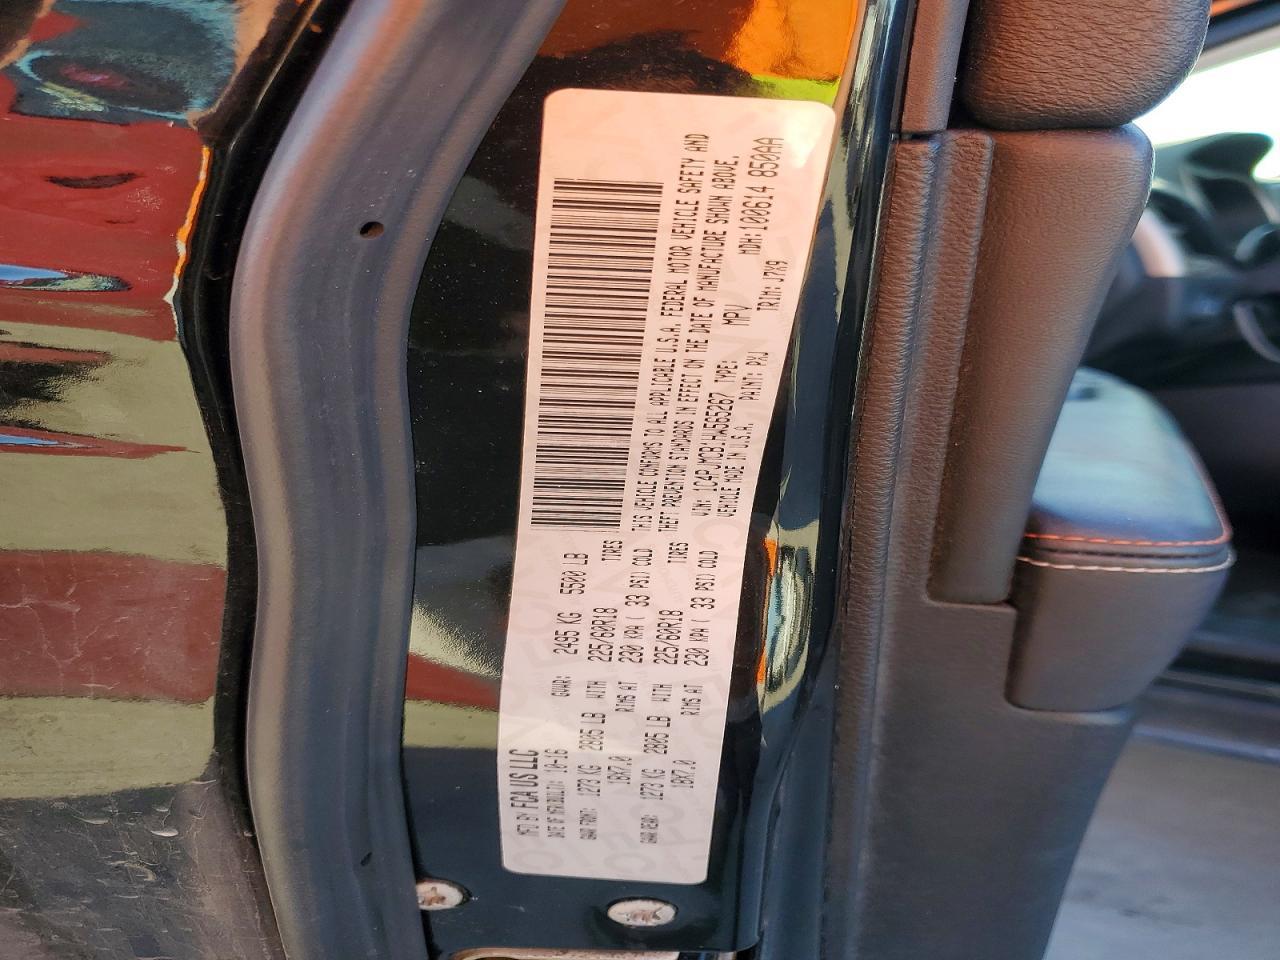 MFD BY FCA US LLC
DATE OF MFR(BUILT): 10-16 GVWR: 2495 KG 5500 LB
GAWR FRONT: 1273 KG 2805 LB WITH 225/60R18 TIRES
18X7.0 RIMS AT 230 KPA ( 33 PSI) COLD
GAWR REAR: 1273 KG 2805 LB WITH 225/60R18 TIRES
18X7.0 RIMS AT 230 KPA ( 33 PSI) COLD
THIS VEHICLE CONFORMS TO ALL APPLICABLE U.S.A. FEDERAL MOTOR VEHICLE SAFETY AND
THEFT PREVENTION STANDARDS IN EFFECT ON THE DATE OF MANUFACTURE SHOWN ABOVE.
VIN: 1C4PJMCB4HW565267 TYPE: MPV MDH:100614 850AA
VEHICLE MADE IN U.S.A. PAINT: PXJ TRIM: J7X9